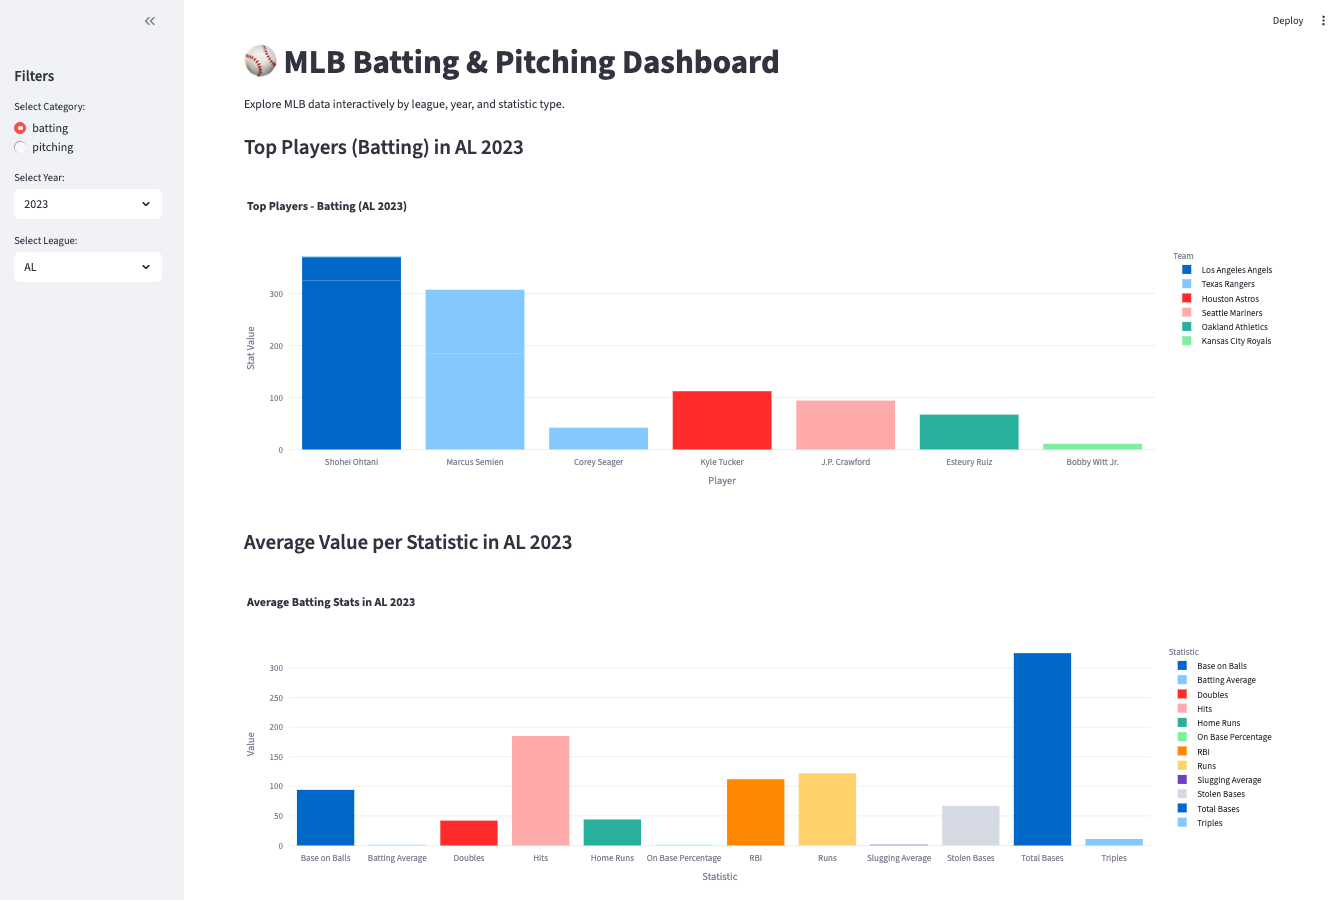 Deploy
Filters
Select Category:
batting
pitching
Select Year:
2023
Select League:
AL
MLB Batting & Pitching Dashboard
Explore MLB data interactively by league, year, and statistic type.
Top Players (Batting) in AL 2023
Top Players - Batting (AL 2023)
Stat Value
300
200
100
0
Shohei Ohtani
Marcus Semien
Corey Seager
Kyle Tucker
J.P. Crawford
Esteury Ruiz
Bobby Witt Jr.
Player
Team
Los Angeles Angels
Texas Rangers
Houston Astros
Seattle Mariners
Oakland Athletics
Kansas City Royals
Average Value per Statistic in AL 2023
Average Batting Stats in AL 2023
Value
300
250
200
150
100
50
0
Base on Balls
Batting Average
Doubles
Hits
Home Runs
On Base Percentage
RBI
Runs
Slugging Average
Stolen Bases
Total Bases
Triples
Statistic
Statistic
Base on Balls
Batting Average
Doubles
Hits
Home Runs
On Base Percentage
RBI
Runs
Slugging Average
Stolen Bases
Total Bases
Triples